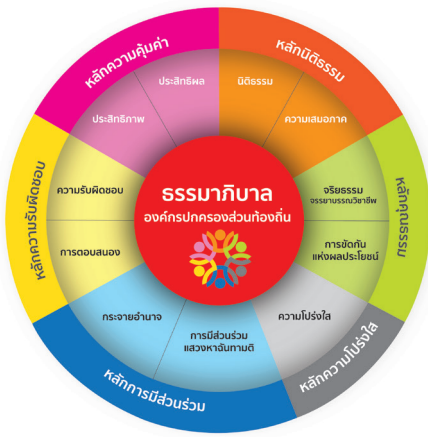 ธรรมาภิบาล
องค์กรปกครองส่วนท้องถิ่น
หลักนิติธรรม
นิติธรรม
ความเสมอภาค
หลักคุณธรรม
จริยธรรม
จรรยาบรรณวิชาชีพ
การขัดกัน
แห่งผลประโยชน์
หลักความโปร่งใส
ความโปร่งใส
หลักการมีส่วนร่วม
การมีส่วนร่วม
แสวงหาฉันทามติ
กระจายอำนาจ
หลักความรับผิดชอบ
การตอบสนอง
ความรับผิดชอบ
หลักความคุ้มค่า
ประสิทธิภาพ
ประสิทธิผล